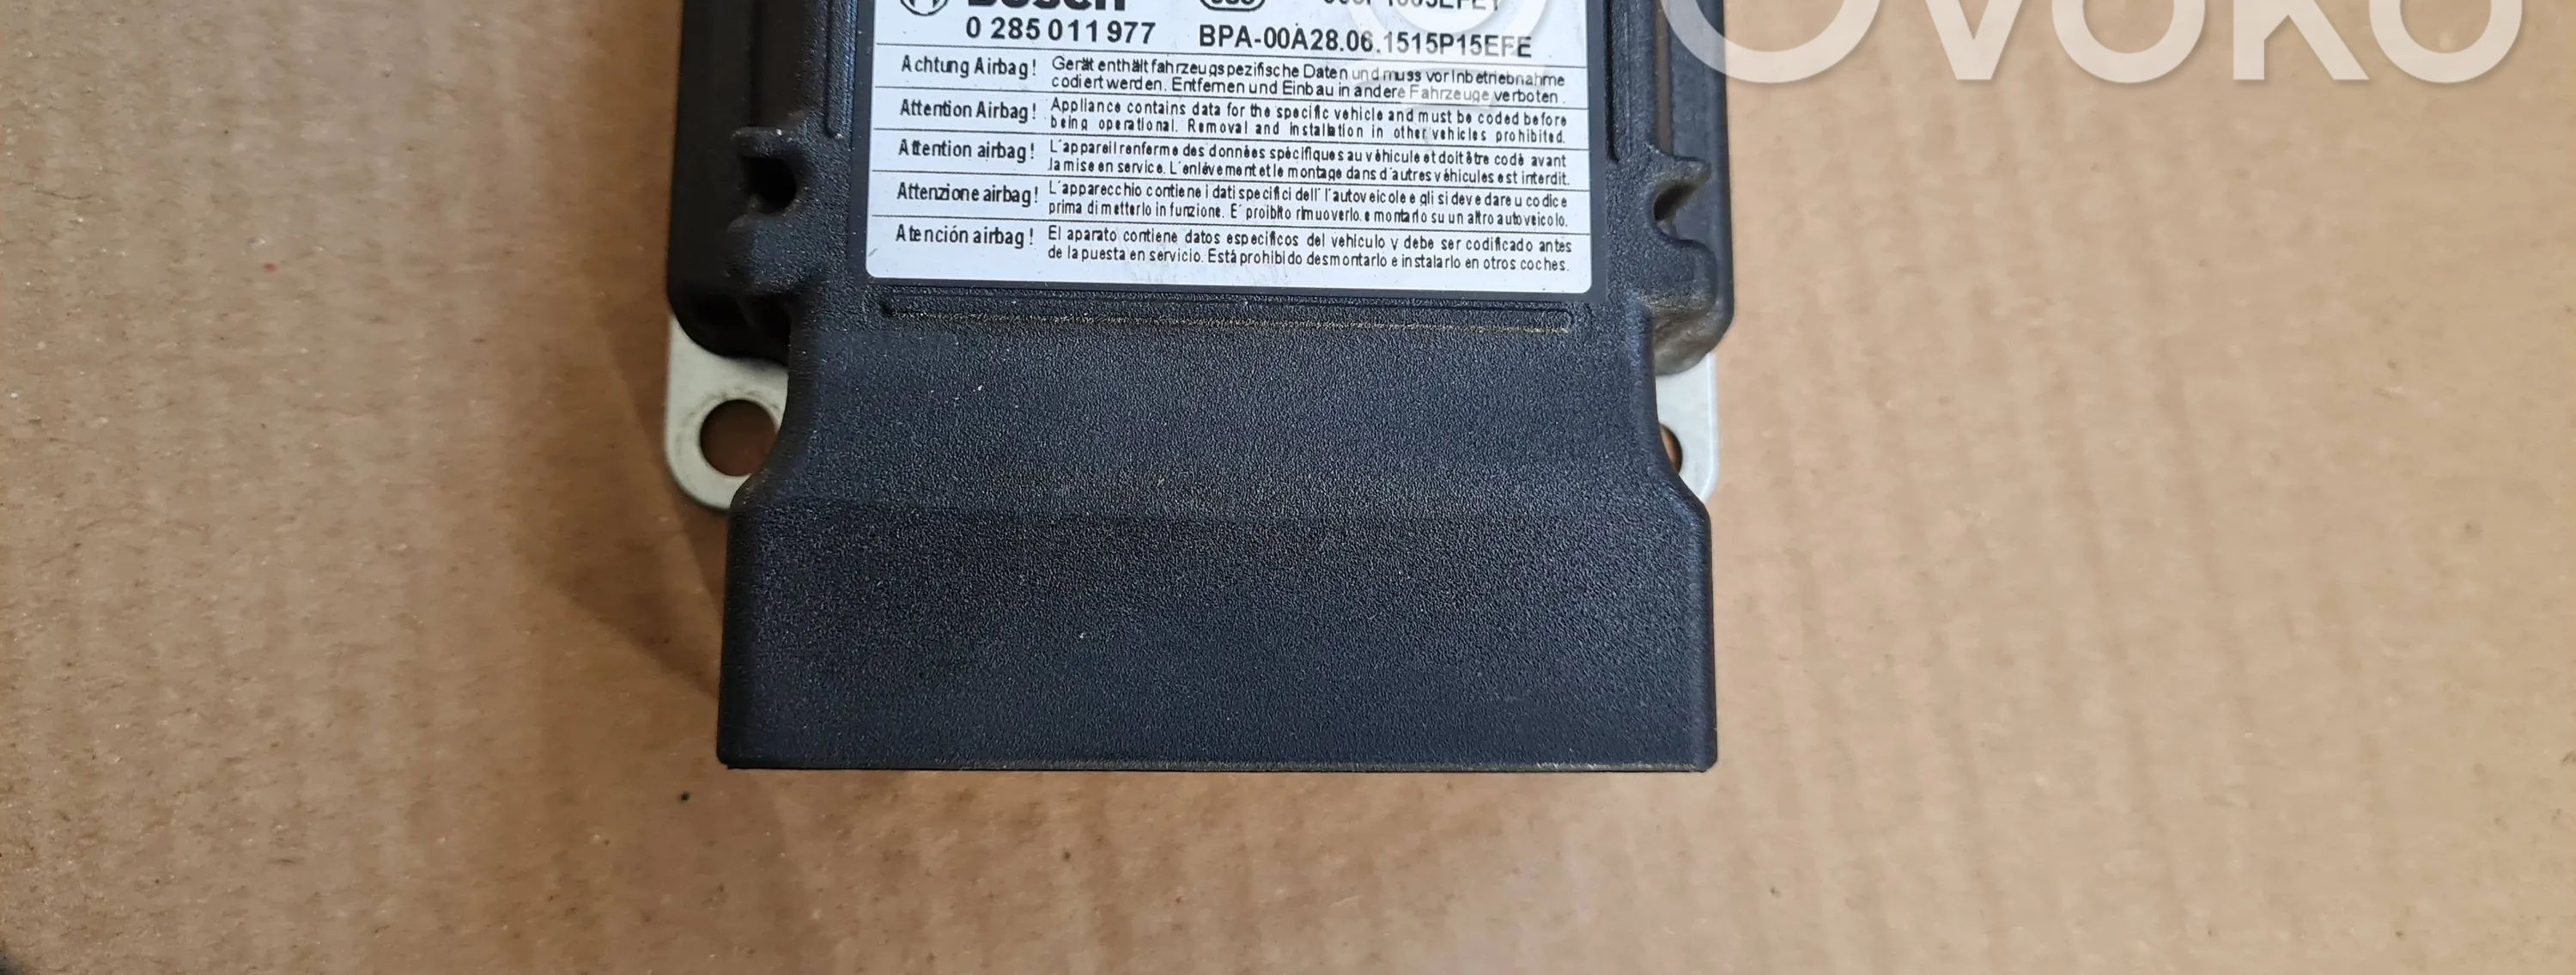 OVOKO
BOSCH
0 285 011 977 BPA-00A28.06.1515P15EFE
Achtung Airbag! Gerät enthält fahrzeugspezifische Daten und muss vor Inbetriebnahme
codiert werden. Entfernen und Einbau in andere Fahrzeuge verboten.
Attention Airbag! Appliance contains data for the specific vehicle and must be coded before
being operational. Removal and installation in other vehicles prohibited.
Attention airbag! L'appareil renferme des données spécifiques au véhicule et doit être codé avant
la mise en service. L'enlèvement et le montage dans d'autres véhicules est interdit.
Attenzione airbag! L'apparecchio contiene i dati specifici dell' l'autoveicolo e gli si deve dare u codice
prima di metterlo in funzione. E' proibito rimuoverlo e montarlo su un altro autoveicolo.
Atención airbag! El aparato contiene datos especificos del vehículo y debe ser codificado antes
de la puesta en servicio. Está prohibido desmontarlo e instalarlo en otros coches.